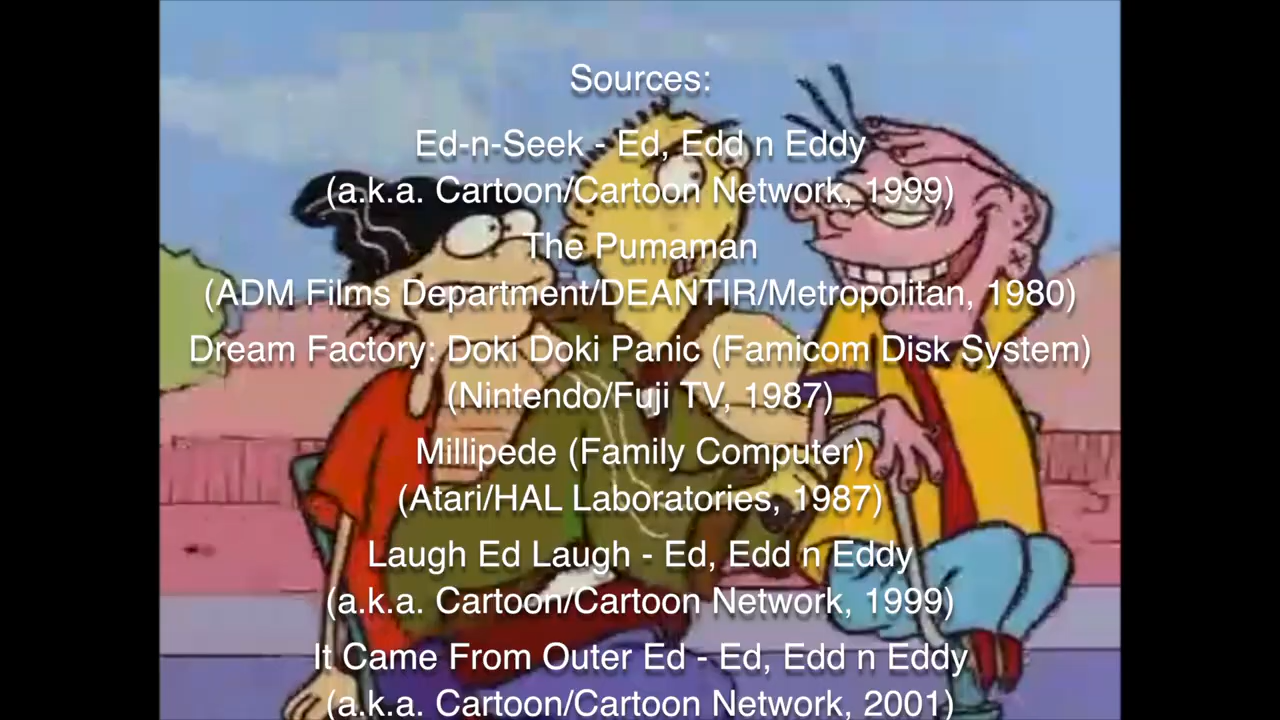 Sources:
Ed-n-Seek - Ed, Edd n Eddy
(a.k.a. Cartoon/Cartoon Network, 1999)
The Pumaman
(ADM Films Department/DEANTIR/Metropolitan, 1980)
Dream Factory: Doki Doki Panic (Famicom Disk System)
(Nintendo/Fuji TV, 1987)
Millipede (Family Computer)
(Atari/HAL Laboratories, 1987)
Laugh Ed Laugh - Ed, Edd n Eddy
(a.k.a. Cartoon/Cartoon Network, 1999)
It Came From Outer Ed - Ed, Edd n Eddy
(a.k.a. Cartoon/Cartoon Network, 2001)